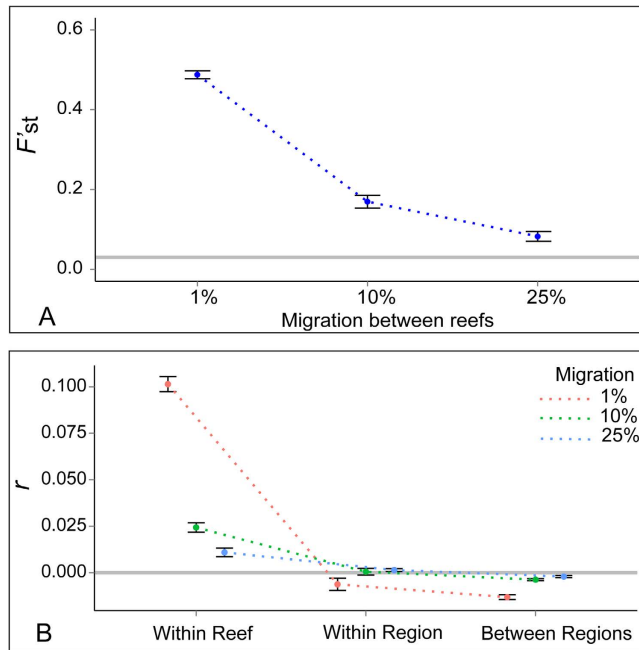 0.6
0.4
F'st
0.2
0.0
1% 10% 25%
A Migration between reefs
Migration
0.100 1%
10%
0.075 25%
0.050
r
0.025
0.000
B Within Reef Within Region Between Regions